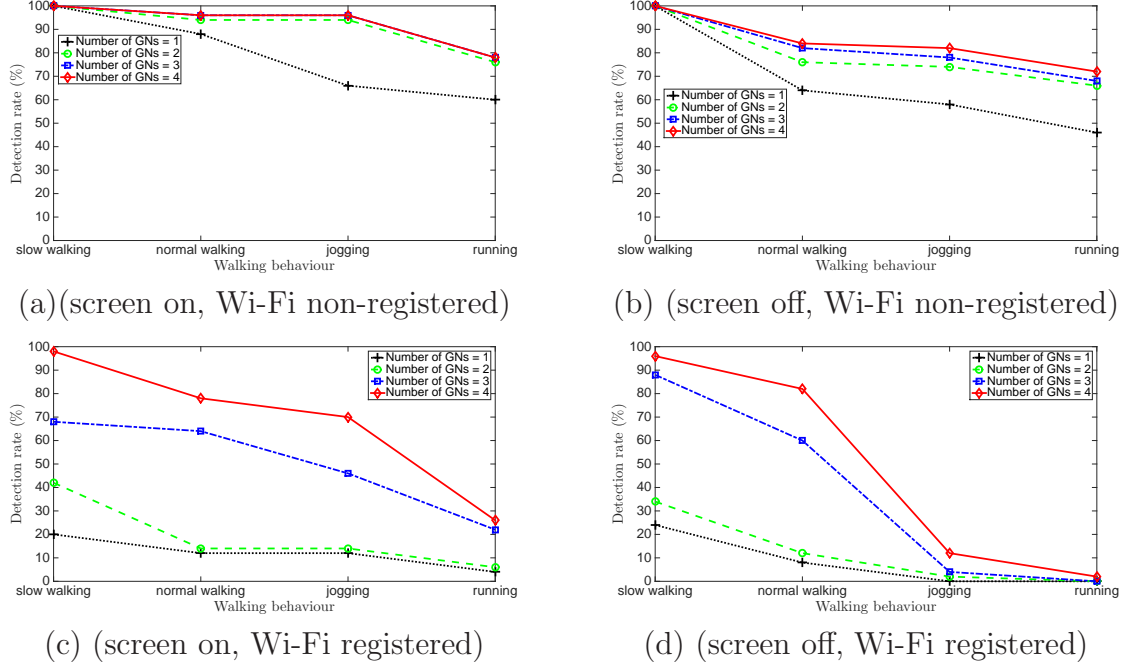 100
90
80
70
60
50
40
30
20
10
0
Detection rate (%)
Number of GNs = 1
Number of GNs = 2
Number of GNs = 3
Number of GNs = 4
slow walking normal walking jogging running
Walking behaviour
(a)(screen on, Wi-Fi non-registered)
100
90
80
70
60
50
40
30
20
10
0
Detection rate (%)
Number of GNs = 1
Number of GNs = 2
Number of GNs = 3
Number of GNs = 4
slow walking normal walking jogging running
Walking behaviour
(b) (screen off, Wi-Fi non-registered)
100
90
80
70
60
50
40
30
20
10
0
Detection rate (%)
Number of GNs = 1
Number of GNs = 2
Number of GNs = 3
Number of GNs = 4
slow walking normal walking jogging running
Walking behaviour
(c) (screen on, Wi-Fi registered)
100
90
80
70
60
50
40
30
20
10
0
Detection rate (%)
Number of GNs = 1
Number of GNs = 2
Number of GNs = 3
Number of GNs = 4
slow walking normal walking jogging running
Walking behaviour
(d) (screen off, Wi-Fi registered)